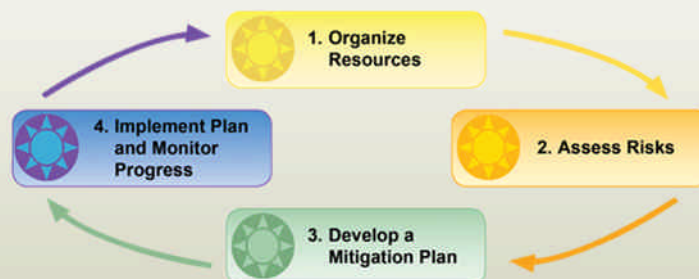 1. Organize
Resources
2. Assess Risks
3. Develop a
Mitigation Plan
4. Implement Plan
and Monitor
Progress